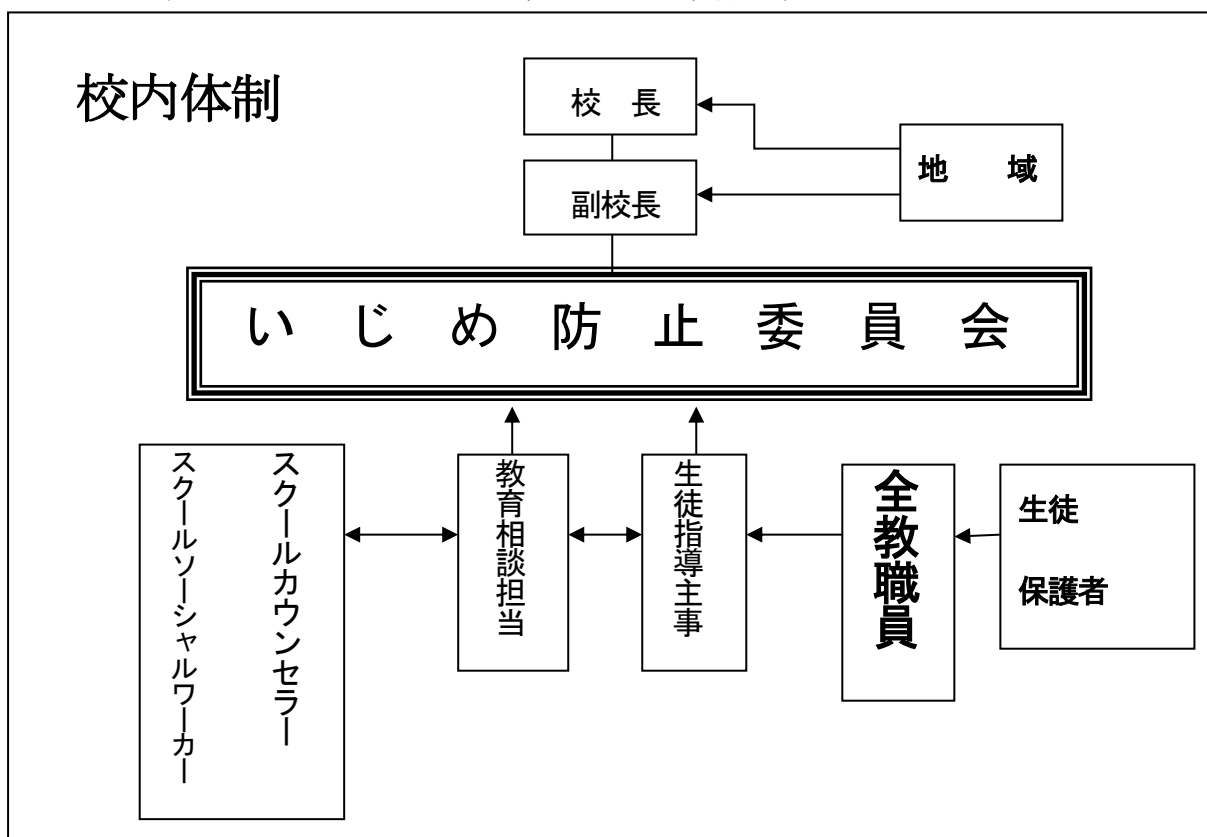 校内体制
校　長
地　　域
副校長
い じ め 防 止 委 員 会
スクールカウンセラー
スクールソーシャルワーカー
教育相談担当
生徒指導主事
全教職員
生徒
保護者